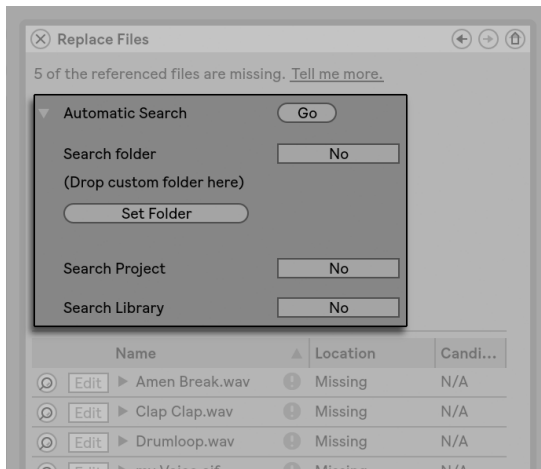 Replace Files
5 of the referenced files are missing. Tell me more.
Automatic Search Go
Search folder No
(Drop custom folder here)
Set Folder
Search Project No
Search Library No
Name Location Candi...
Edit Amen Break.wav Missing N/A
Edit Clap Clap.wav Missing N/A
Edit Drumloop.wav Missing N/A